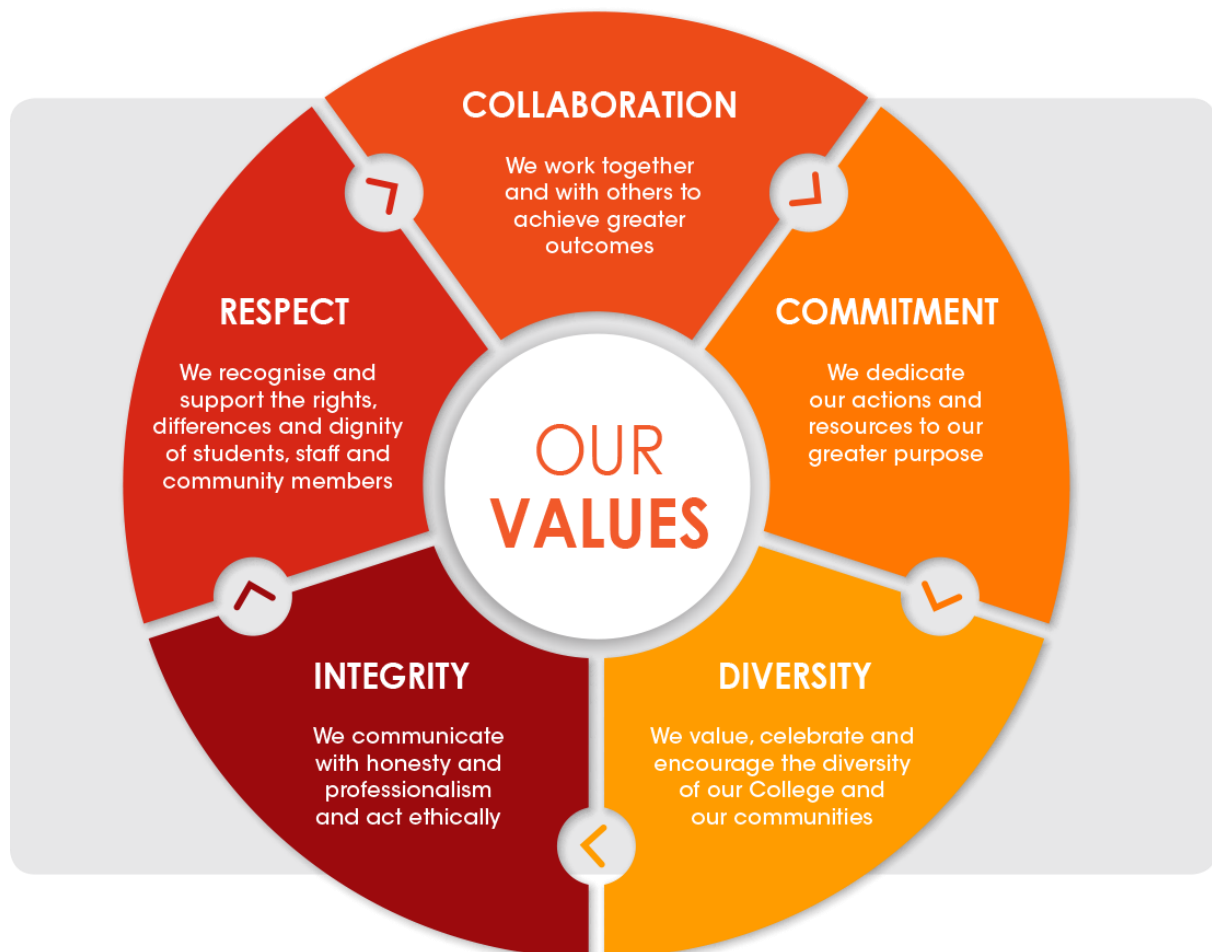 COLLABORATION
We work together
and with others to
achieve greater
outcomes
COMMITMENT
We dedicate
our actions and
resources to our
greater purpose
DIVERSITY
We value, celebrate and
encourage the diversity
of our College and
our communities
INTEGRITY
We communicate
with honesty and
professionalism
and act ethically
RESPECT
We recognise and
support the rights,
differences and dignity
of students, staff and
community members
OUR
VALUES